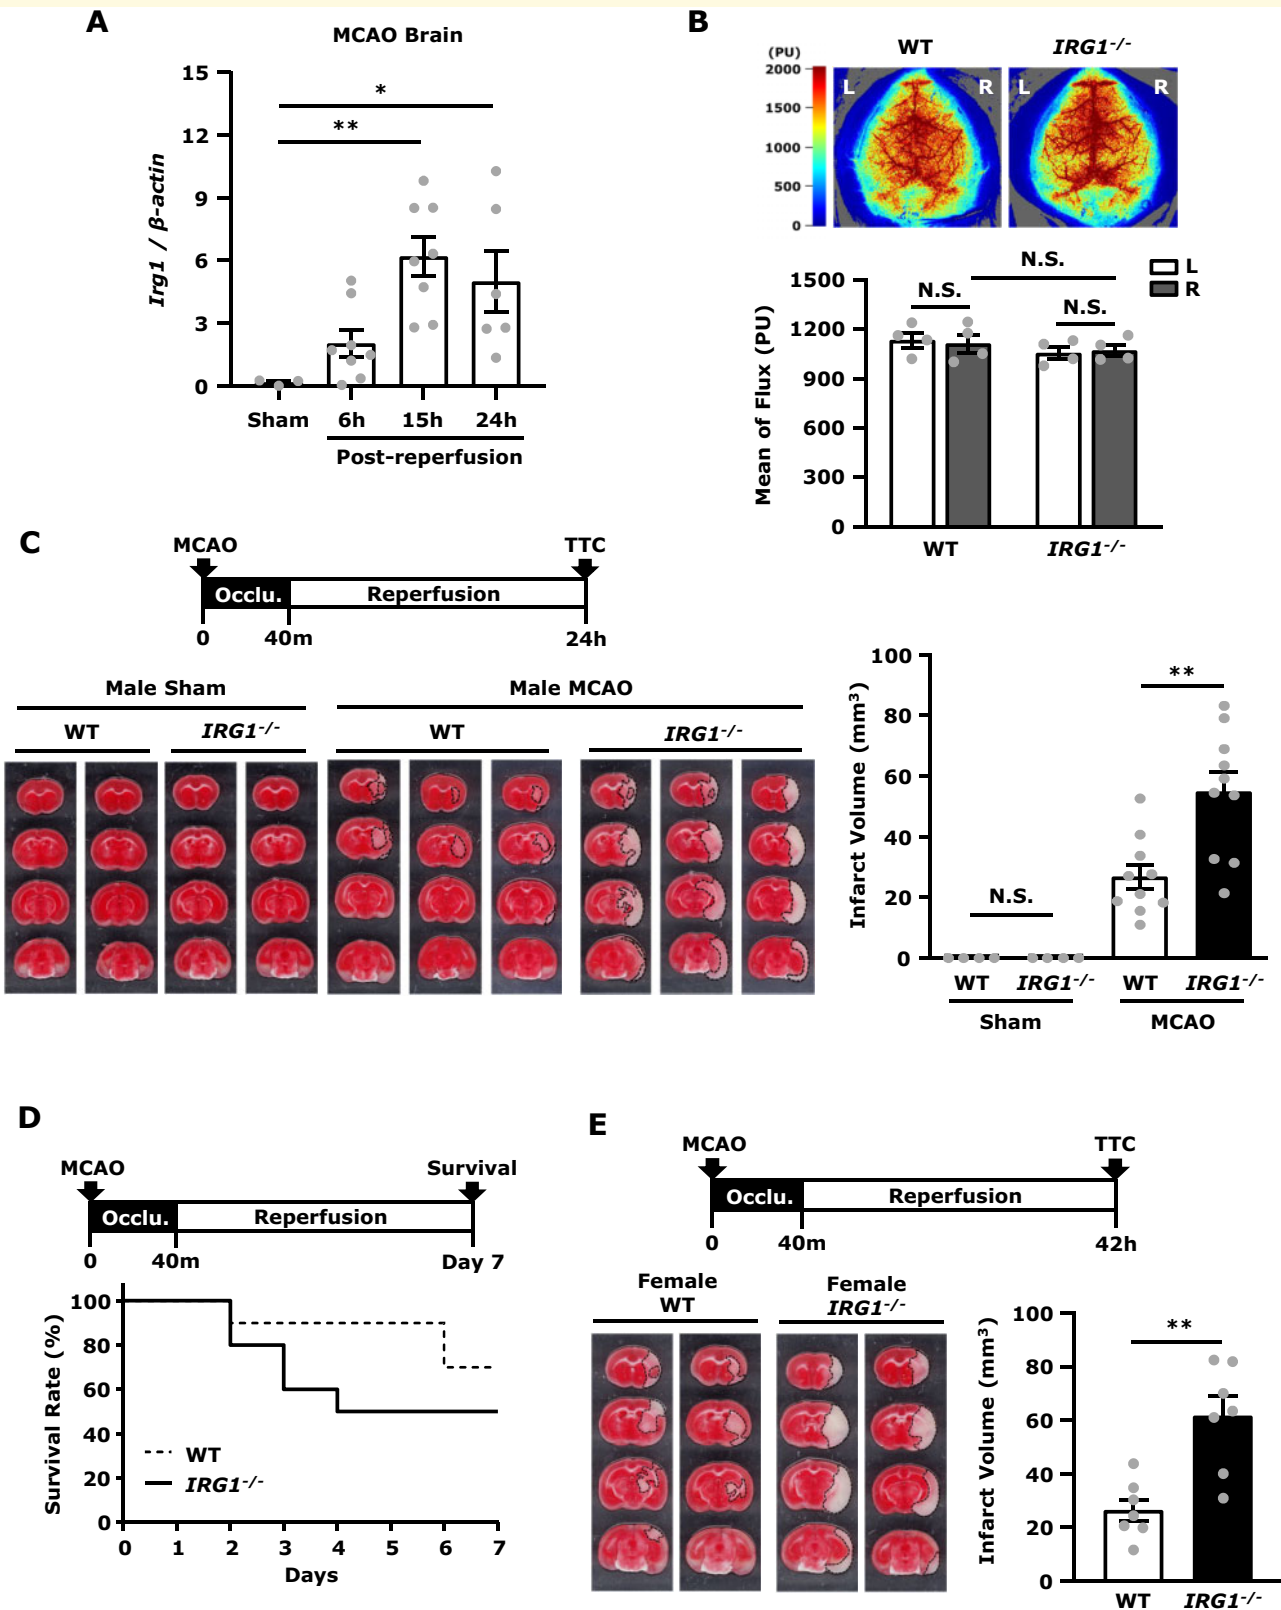 A
MCAO Brain
15
12
9
6
3
0
Irg1 / β-actin
*
**
Sham
6h
15h
24h
Post-reperfusion
B
(PU)
WT
IRG1-/-
2000
1500
1000
500
0
L
R
L
R
N.S.
N.S.
N.S.
L
R
1500
1200
900
600
300
0
Mean of Flux (PU)
WT
IRG1-/-
C
MCAO
TTC
Occlu.
Reperfusion
0
40m
24h
Male Sham
Male MCAO
WT
IRG1-/-
WT
IRG1-/-
100
80
60
40
20
0
Infarct Volume (mm³)
N.S.
**
WT
IRG1-/-
WT
IRG1-/-
Sham
MCAO
D
MCAO
Survival
Occlu.
Reperfusion
0
40m
Day 7
100
80
60
40
20
0
Survival Rate (%)
WT
IRG1-/-
0
1
2
3
4
5
6
7
Days
E
MCAO
TTC
Occlu.
Reperfusion
0
40m
42h
Female
WT
Female
IRG1-/-
100
80
60
40
20
0
Infarct Volume (mm³)
**
WT
IRG1-/-